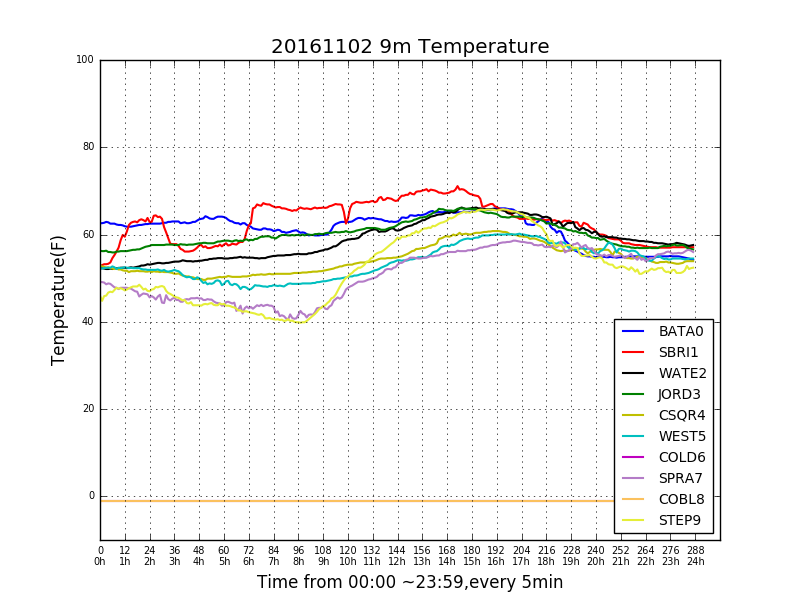 20161102 9m Temperature
100
80
60
40
20
0
Temperature(F)
BATA0
SBRI1
WATE2
JORD3
CSQR4
WEST5
COLD6
SPRA7
COBL8
STEP9
0 12 24 36 48 60 72 84 96 108 120 132 144 156 168 180 192 204 216 228 240 252 264 276 288
0h 1h 2h 3h 4h 5h 6h 7h 8h 9h 10h 11h 12h 13h 14h 15h 16h 17h 18h 19h 20h 21h 22h 23h 24h
Time from 00:00 ~23:59,every 5min